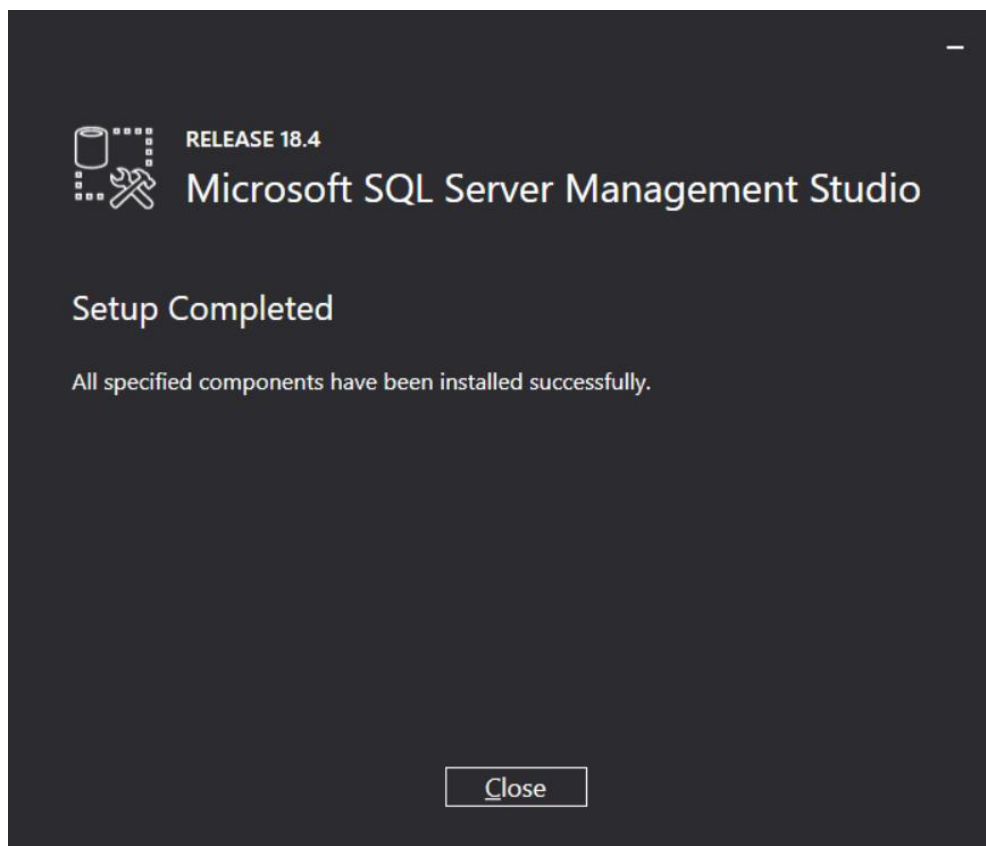 RELEASE 18.4
Microsoft SQL Server Management Studio
Setup Completed
All specified components have been installed successfully.
Close